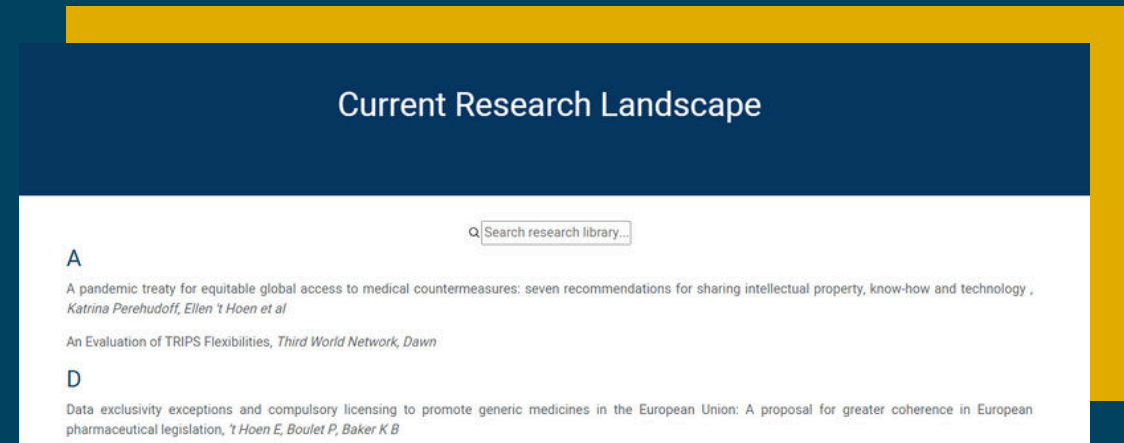 Current Research Landscape
Search research library...
A
A pandemic treaty for equitable global access to medical countermeasures: seven recommendations for sharing intellectual property, know-how and technology ,
Katrina Perehudoff, Ellen 't Hoen et al
An Evaluation of TRIPS Flexibilities, Third World Network, Dawn
D
Data exclusivity exceptions and compulsory licensing to promote generic medicines in the European Union: A proposal for greater coherence in European
pharmaceutical legislation, 't Hoen E, Boulet P, Baker K B